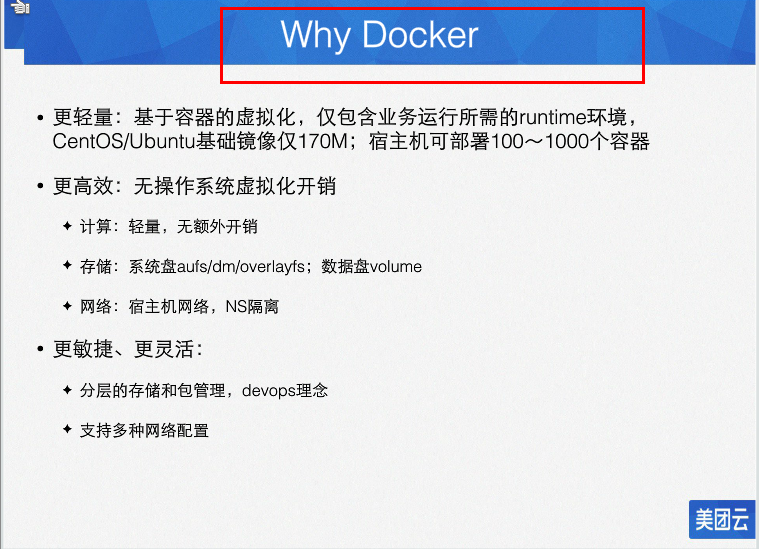 Why Docker
• 更轻量：基于容器的虚拟化，仅包含业务运行所需的runtime环境，
CentOS/Ubuntu基础镜像仅170M；宿主机可部署100～1000个容器
• 更高效：无操作系统虚拟化开销
✦ 计算：轻量，无额外开销
✦ 存储：系统盘aufs/dm/overlayfs；数据盘volume
✦ 网络：宿主机网络，NS隔离
• 更敏捷、更灵活：
✦ 分层的存储和包管理，devops理念
✦ 支持多种网络配置
美团云